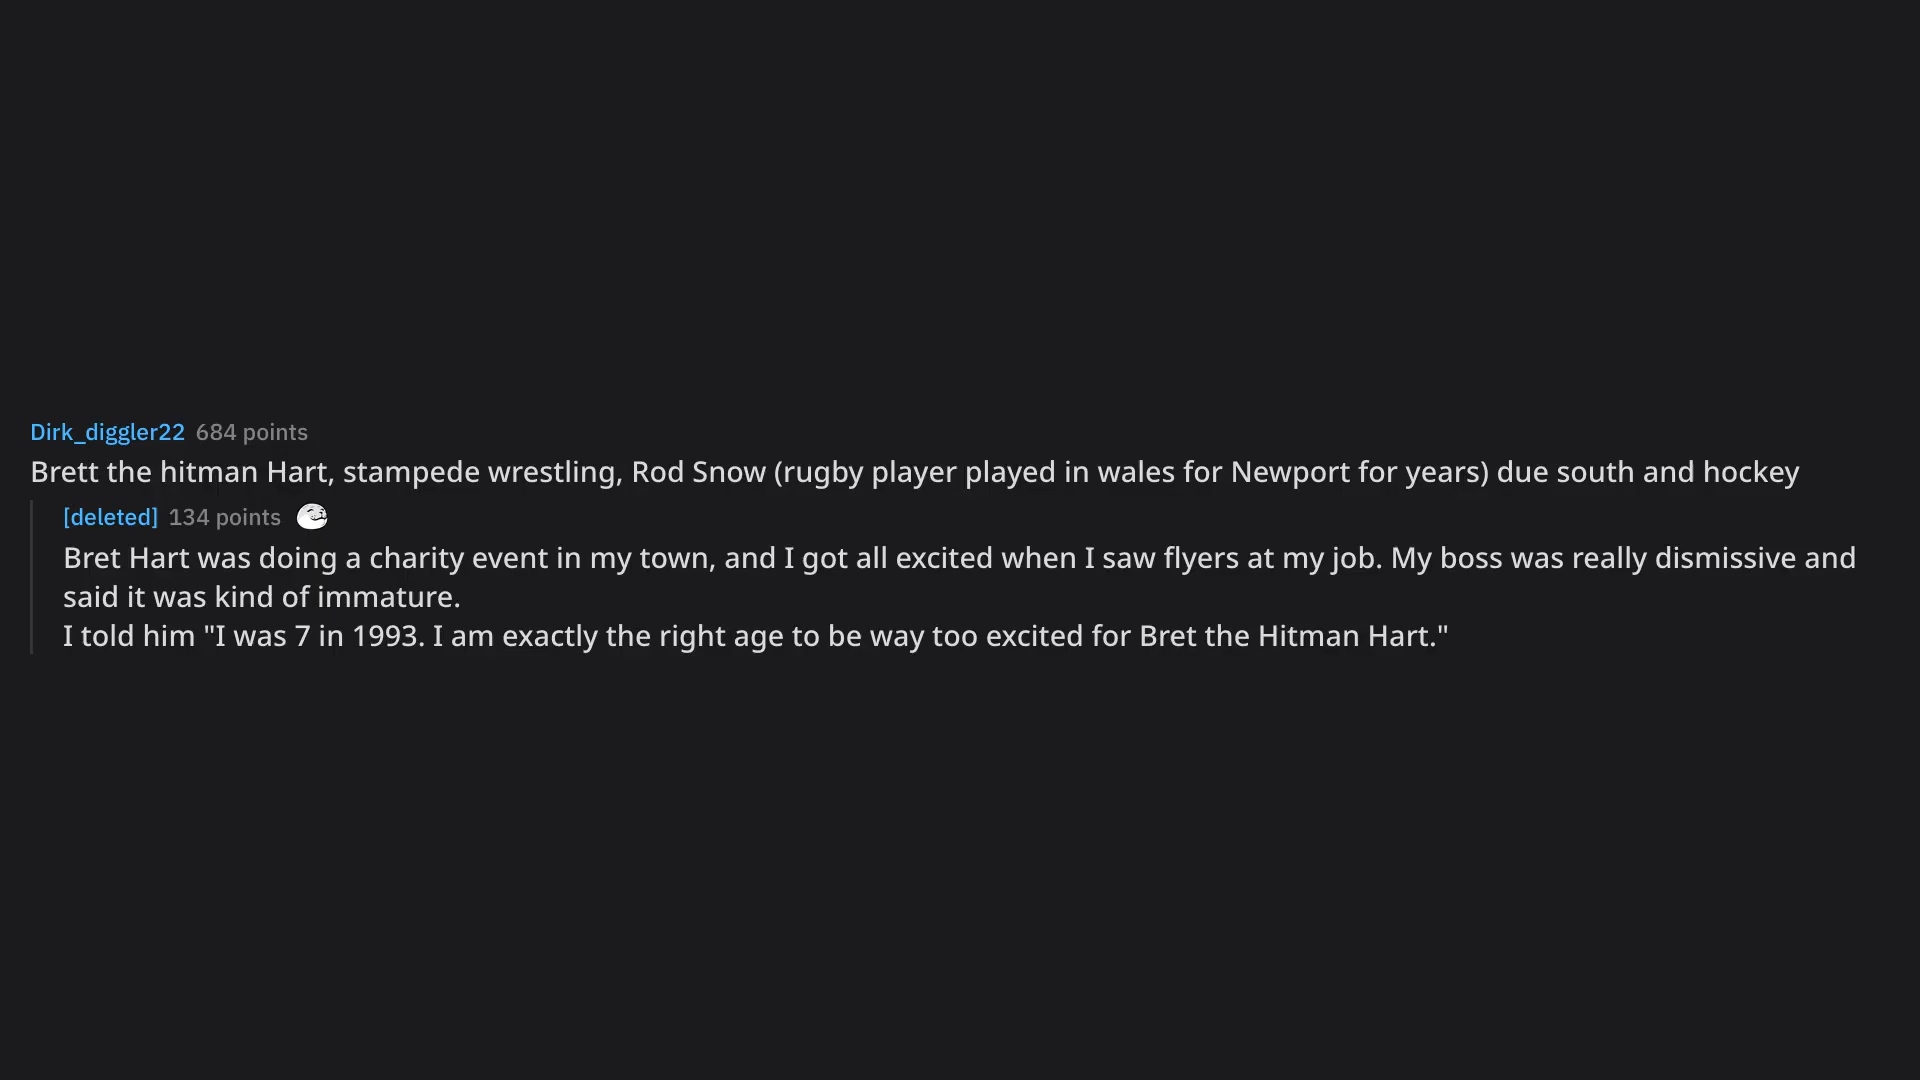 Dirk_diggler22 684 points
Brett the hitman Hart, stampede wrestling, Rod Snow (rugby player played in wales for Newport for years) due south and hockey
[deleted] 134 points
Bret Hart was doing a charity event in my town, and I got all excited when I saw flyers at my job. My boss was really dismissive and
said it was kind of immature.
I told him "I was 7 in 1993. I am exactly the right age to be way too excited for Bret the Hitman Hart."